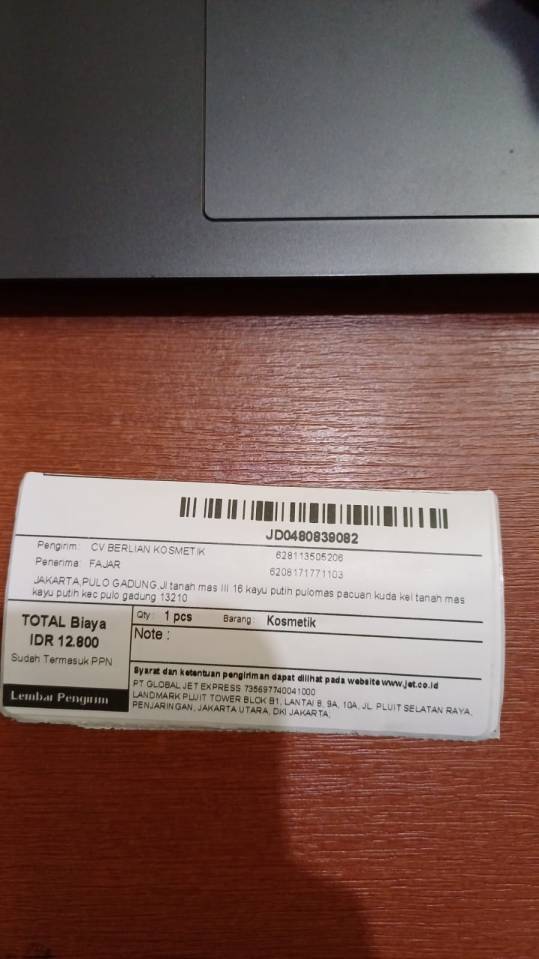 JD0480839082
Pengirim: CV BERLIAN KOSMETIK 628113505206
Penerima: FAJAR 6208171771103
JAKARTA,PULO GADUNG Jl tanah mas III 16 kayu putih pulomas pacuan kuda kel tanah mas
kayu putih kec pulo gadung 13210
TOTAL Biaya
IDR 12.800
Sudah Termasuk PPN
Lembar Pengirim
Qty: 1 pcs Barang: Kosmetik
Note :
Syarat dan ketentuan pengiriman dapat dilihat pada website www.jet.co.id
PT GLOBAL JET EXPRESS 735697740041000
LANDMARK PLUIT TOWER BLOK B1, LANTAI 8, 9A, 10A, JL. PLUIT SELATAN RAYA,
PENJARINGAN, JAKARTA UTARA, DKI JAKARTA,